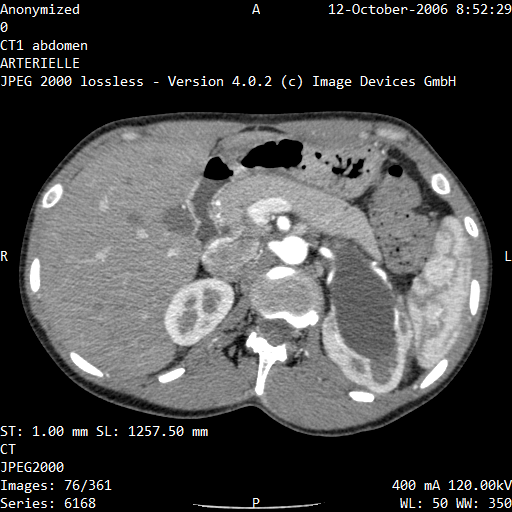 Anonymized A 12-October-2006 8:52:29
0
CT1 abdomen
ARTERIELLE
JPEG 2000 lossless - Version 4.0.2 (c) Image Devices GmbH
R L
ST: 1.00 mm SL: 1257.50 mm
CT
JPEG2000
Images: 76/361 400 mA 120.00kV
Series: 6168 P WL: 50 WW: 350